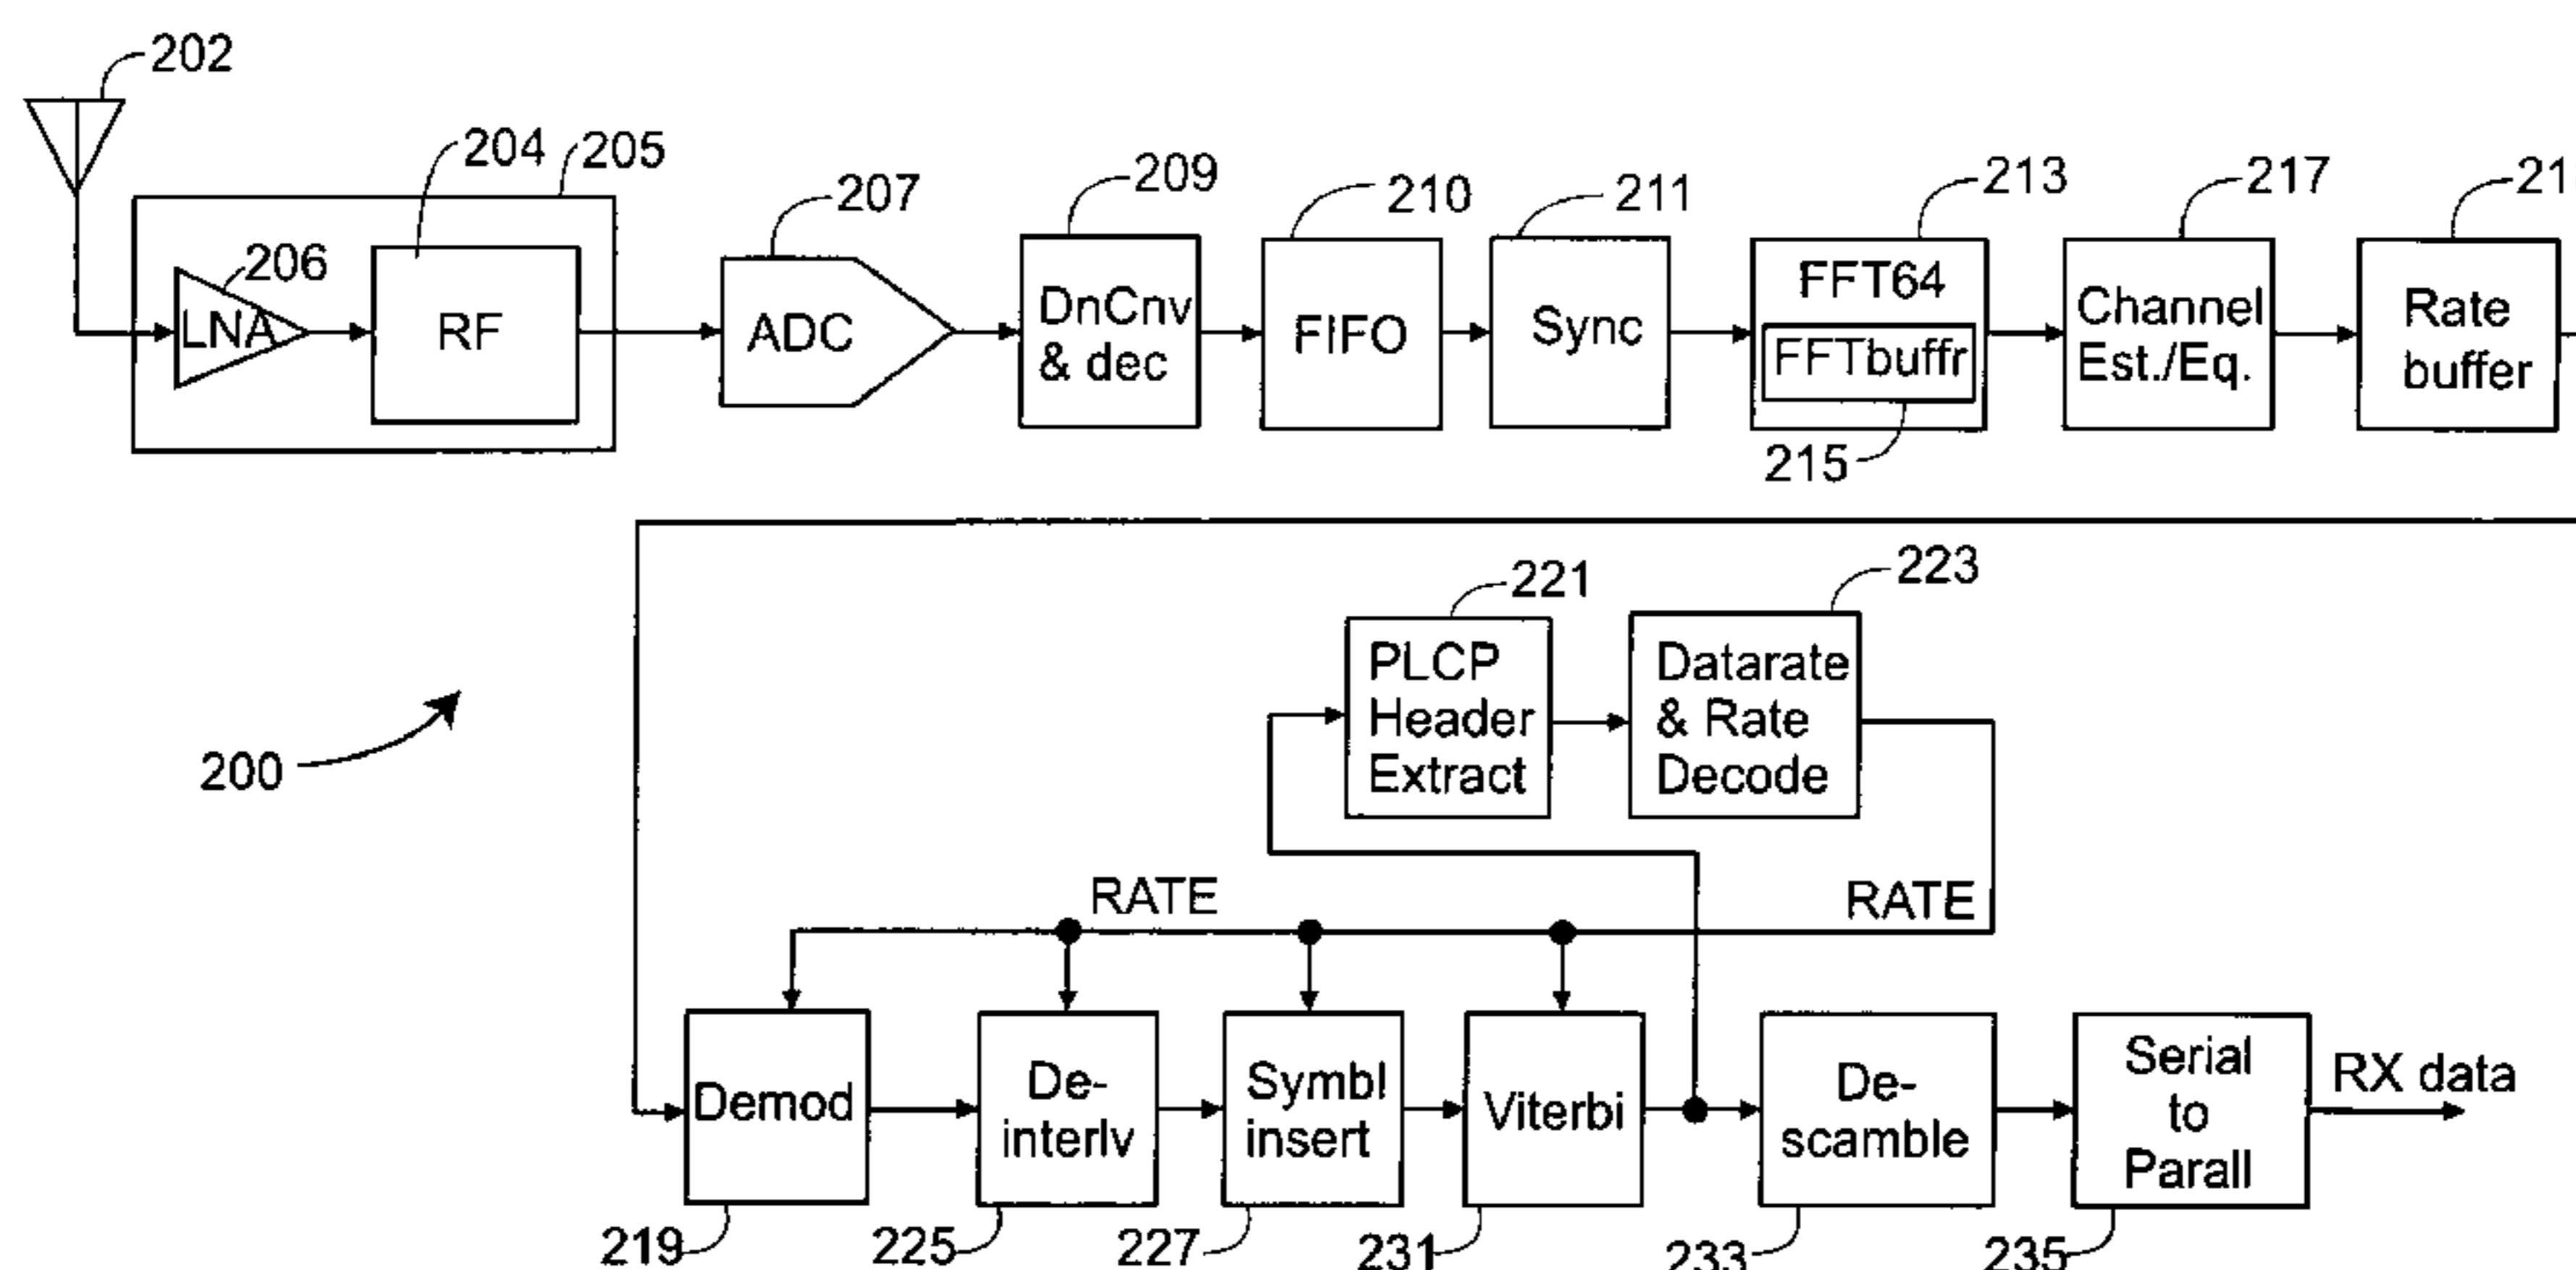 202
204
205
206
207
209
210
211
213
217
LNA
RF
ADC
DnCnv
& dec
FIFO
Sync
FFT64
FFTbuffr
Channel
Est./Eq.
Rate
buffer
215
200
221
223
PLCP
Header
Extract
Datarate
& Rate
Decode
RATE
RATE
Demod
De-
interlv
Symbl
insert
Viterbi
De-
scamble
Serial
to
Parall
RX data
219
225
227
231
233
235